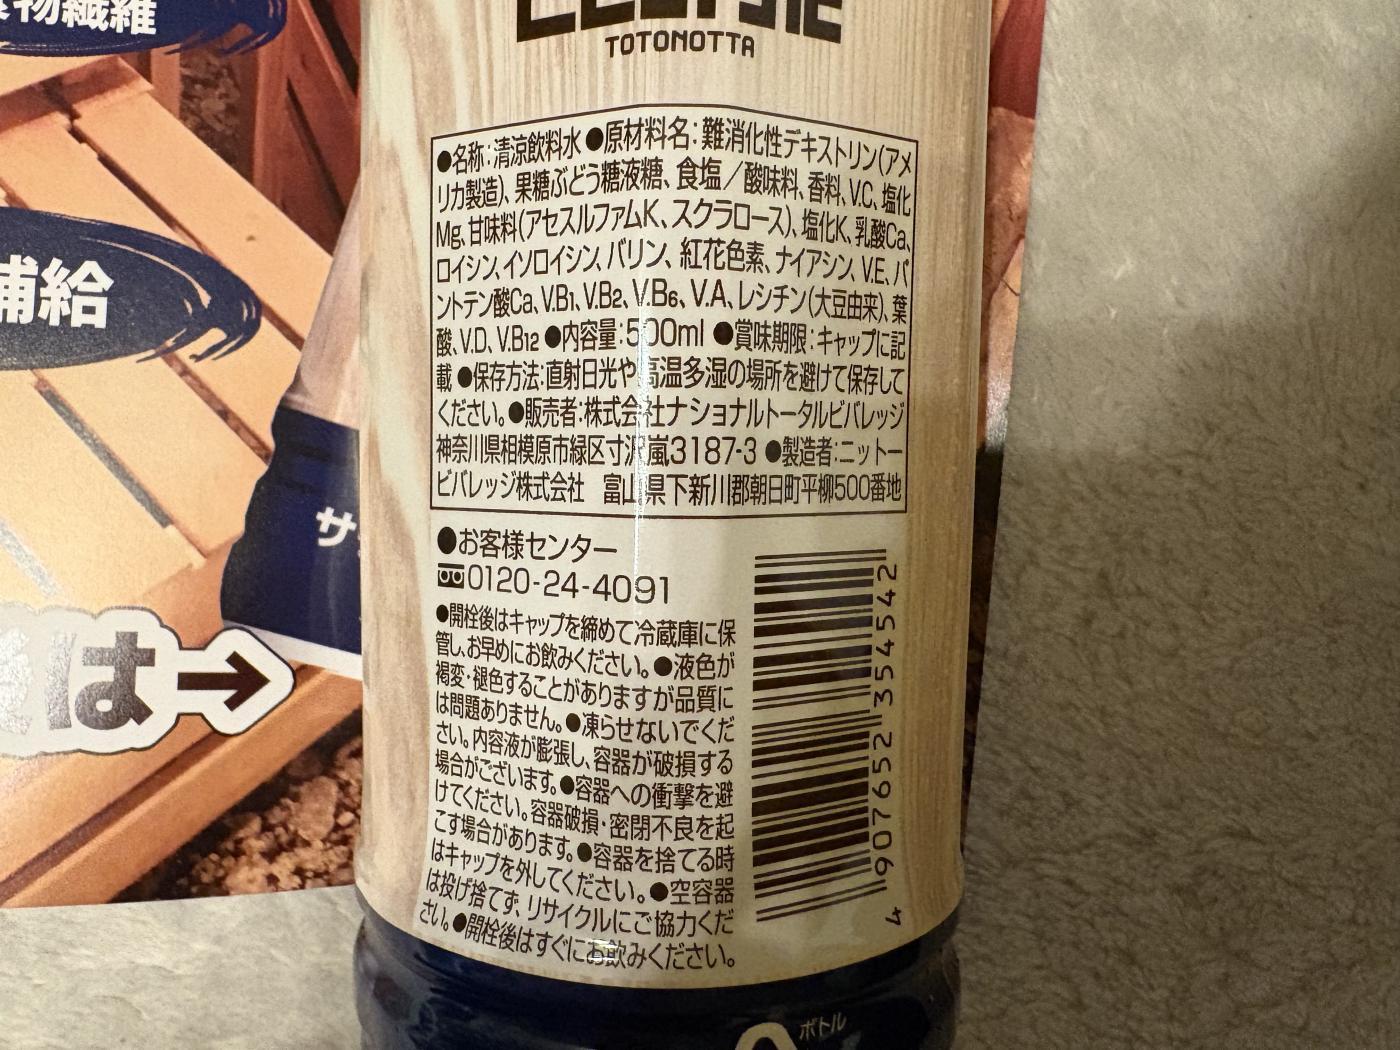 物繊維
補給
サ
は→
TOTONOTTA
●名称:清涼飲料水 ●原材料名:難消化性デキストリン(アメ
リカ製造)、果糖ぶどう糖液糖、食塩/酸味料、香料、V.C、塩化
Mg、甘味料(アセスルファムK、スクラロース)、塩化K、乳酸Ca、
ロイシン、イソロイシン、バリン、紅花色素、ナイアシン、V.E、パ
ントテン酸Ca、V.B1、V.B2、V.B6、V.A、レシチン(大豆由来)、葉
酸、V.D、V.B12 ●内容量:500ml ●賞味期限:キャップに記
載 ●保存方法:直射日光や高温多湿の場所を避けて保存して
ください。●販売者:株式会社ナショナルトータルビバレッジ
神奈川県相模原市緑区寸沢嵐3187-3 ●製造者:ニットー
ビバレッジ株式会社 富山県下新川郡朝日町平柳500番地
●お客様センター
0120-24-4091
●開栓後はキャップを締めて冷蔵庫に保
管し、お早めにお飲みください。●液色が
褐変・褪色することがありますが品質に
は問題ありません。●凍らせないでくだ
さい。内容液が膨張し、容器が破損する
場合がございます。●容器への衝撃を避
けてください。容器破損・密閉不良を起
こす場合があります。●容器を捨てる時
はキャップを外してください。●空容器
は投げ捨てず、リサイクルにご協力くだ
さい。●開栓後はすぐにお飲みください。
4 907652 354542
ボトル